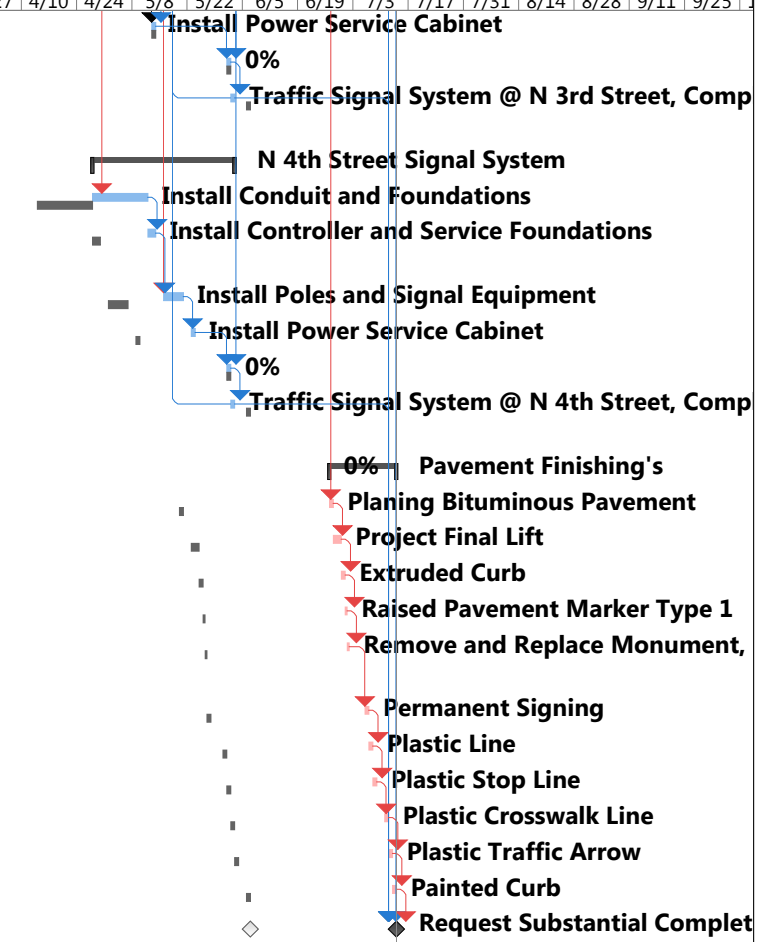 27 4/10 4/24 5/8 5/22 6/5 6/19 7/3 7/17 7/31 8/14 8/28 9/11 9/25 1
Install Power Service Cabinet
0%
Traffic Signal System @ N 3rd Street, Comp
N 4th Street Signal System
Install Conduit and Foundations
Install Controller and Service Foundations
Install Poles and Signal Equipment
Install Power Service Cabinet
0%
Traffic Signal System @ N 4th Street, Comp
0% Pavement Finishing's
Planing Bituminous Pavement
Project Final Lift
Extruded Curb
Raised Pavement Marker Type 1
Remove and Replace Monument,
Permanent Signing
Plastic Line
Plastic Stop Line
Plastic Crosswalk Line
Plastic Traffic Arrow
Painted Curb
Request Substantial Complet